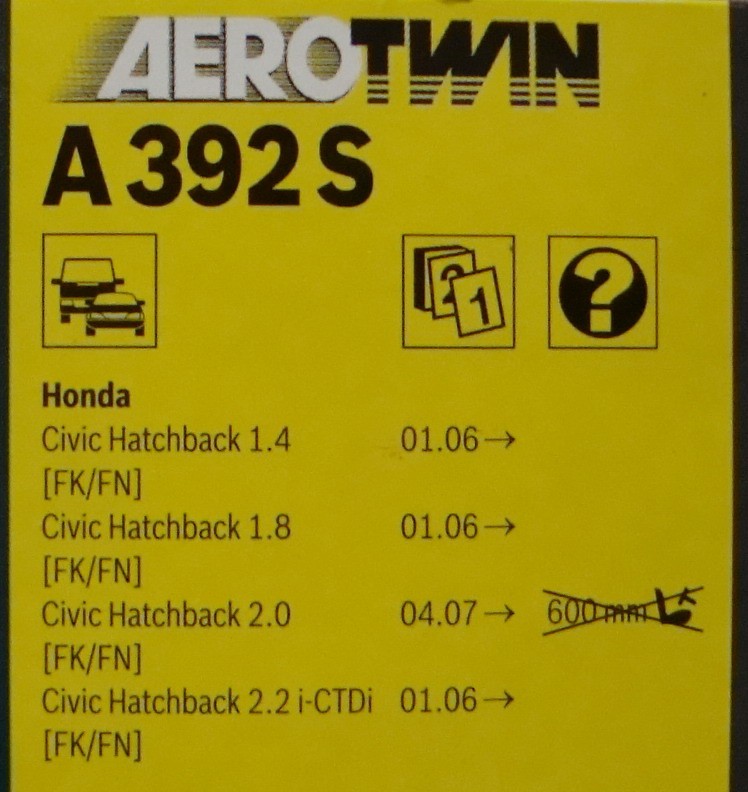 AEROTWIN
A 392 S
2 1 ?
Honda
Civic Hatchback 1.4 01.06→
[FK/FN]
Civic Hatchback 1.8 01.06→
[FK/FN]
Civic Hatchback 2.0 04.07→ 600 mm
[FK/FN]
Civic Hatchback 2.2 i-CTDi 01.06→
[FK/FN]